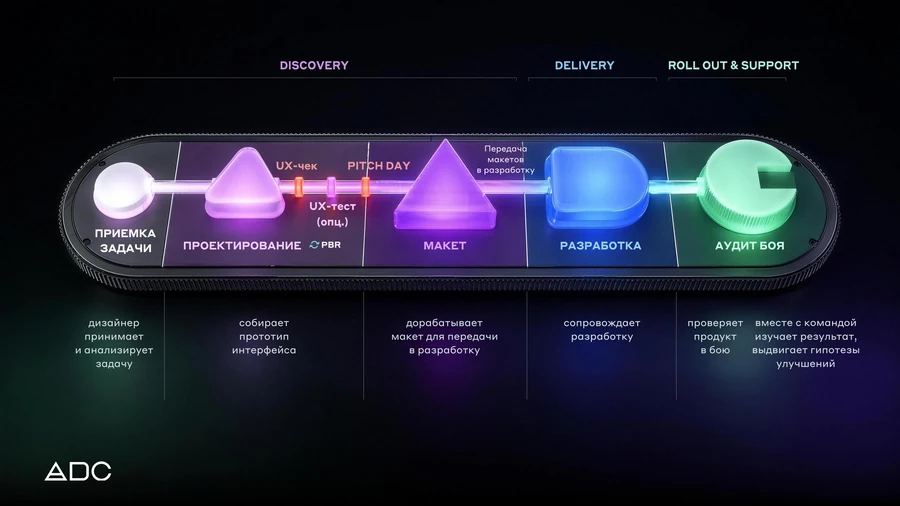 DISCOVERY
DELIVERY
ROLL OUT & SUPPORT
UX-чек
PITCH DAY
Передача
макетов
в разработку
UX-тест
(опц.)
ПРИЕМКА
ЗАДАЧИ
ПРОЕКТИРОВАНИЕ
PBR
МАКЕТ
РАЗРАБОТКА
АУДИТ БОЯ
дизайнер
принимает
и анализирует
задачу
собирает
прототип
интерфейса
дорабатывает
макет для передачи
в разработку
сопровождает
разработку
проверяет
продукт
в бою
вместе с командой
изучает результат,
выдвигает гипотезы
улучшений
ADC